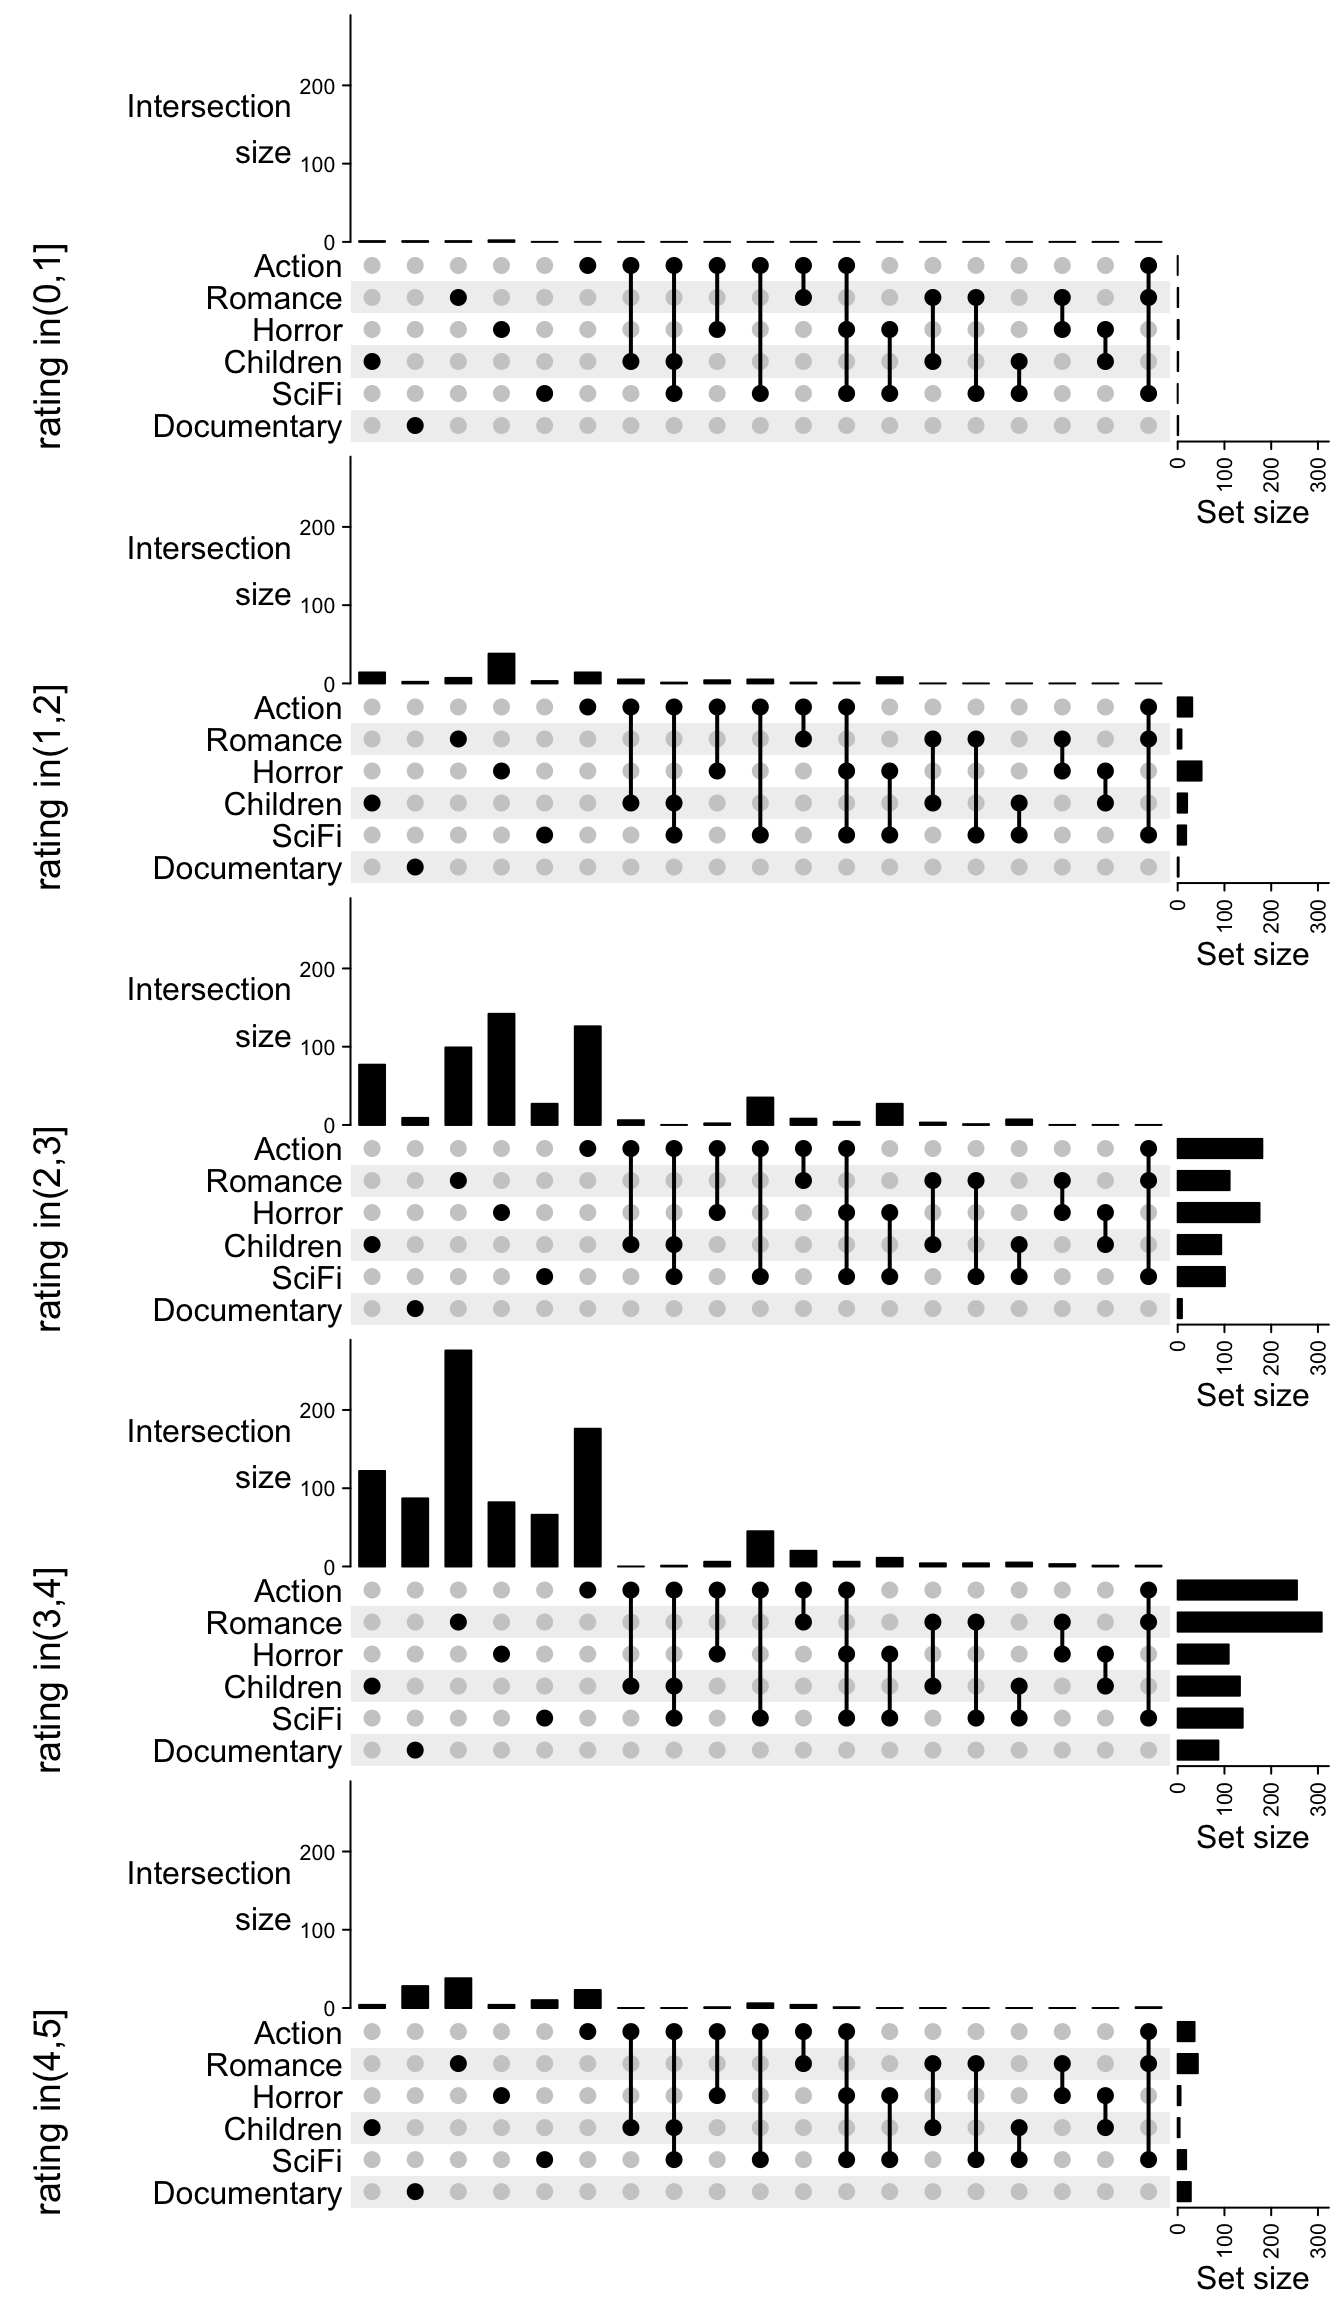 200
Intersection
size
100
0
rating in(0,1]
Action
Romance
Horror
Children
SciFi
Documentary
0
100
200
300
Set size
200
Intersection
size
100
0
rating in(1,2]
Action
Romance
Horror
Children
SciFi
Documentary
0
100
200
300
Set size
200
Intersection
size
100
0
rating in(2,3]
Action
Romance
Horror
Children
SciFi
Documentary
0
100
200
300
Set size
200
Intersection
size
100
0
rating in(3,4]
Action
Romance
Horror
Children
SciFi
Documentary
0
100
200
300
Set size
200
Intersection
size
100
0
rating in(4,5]
Action
Romance
Horror
Children
SciFi
Documentary
0
100
200
300
Set size